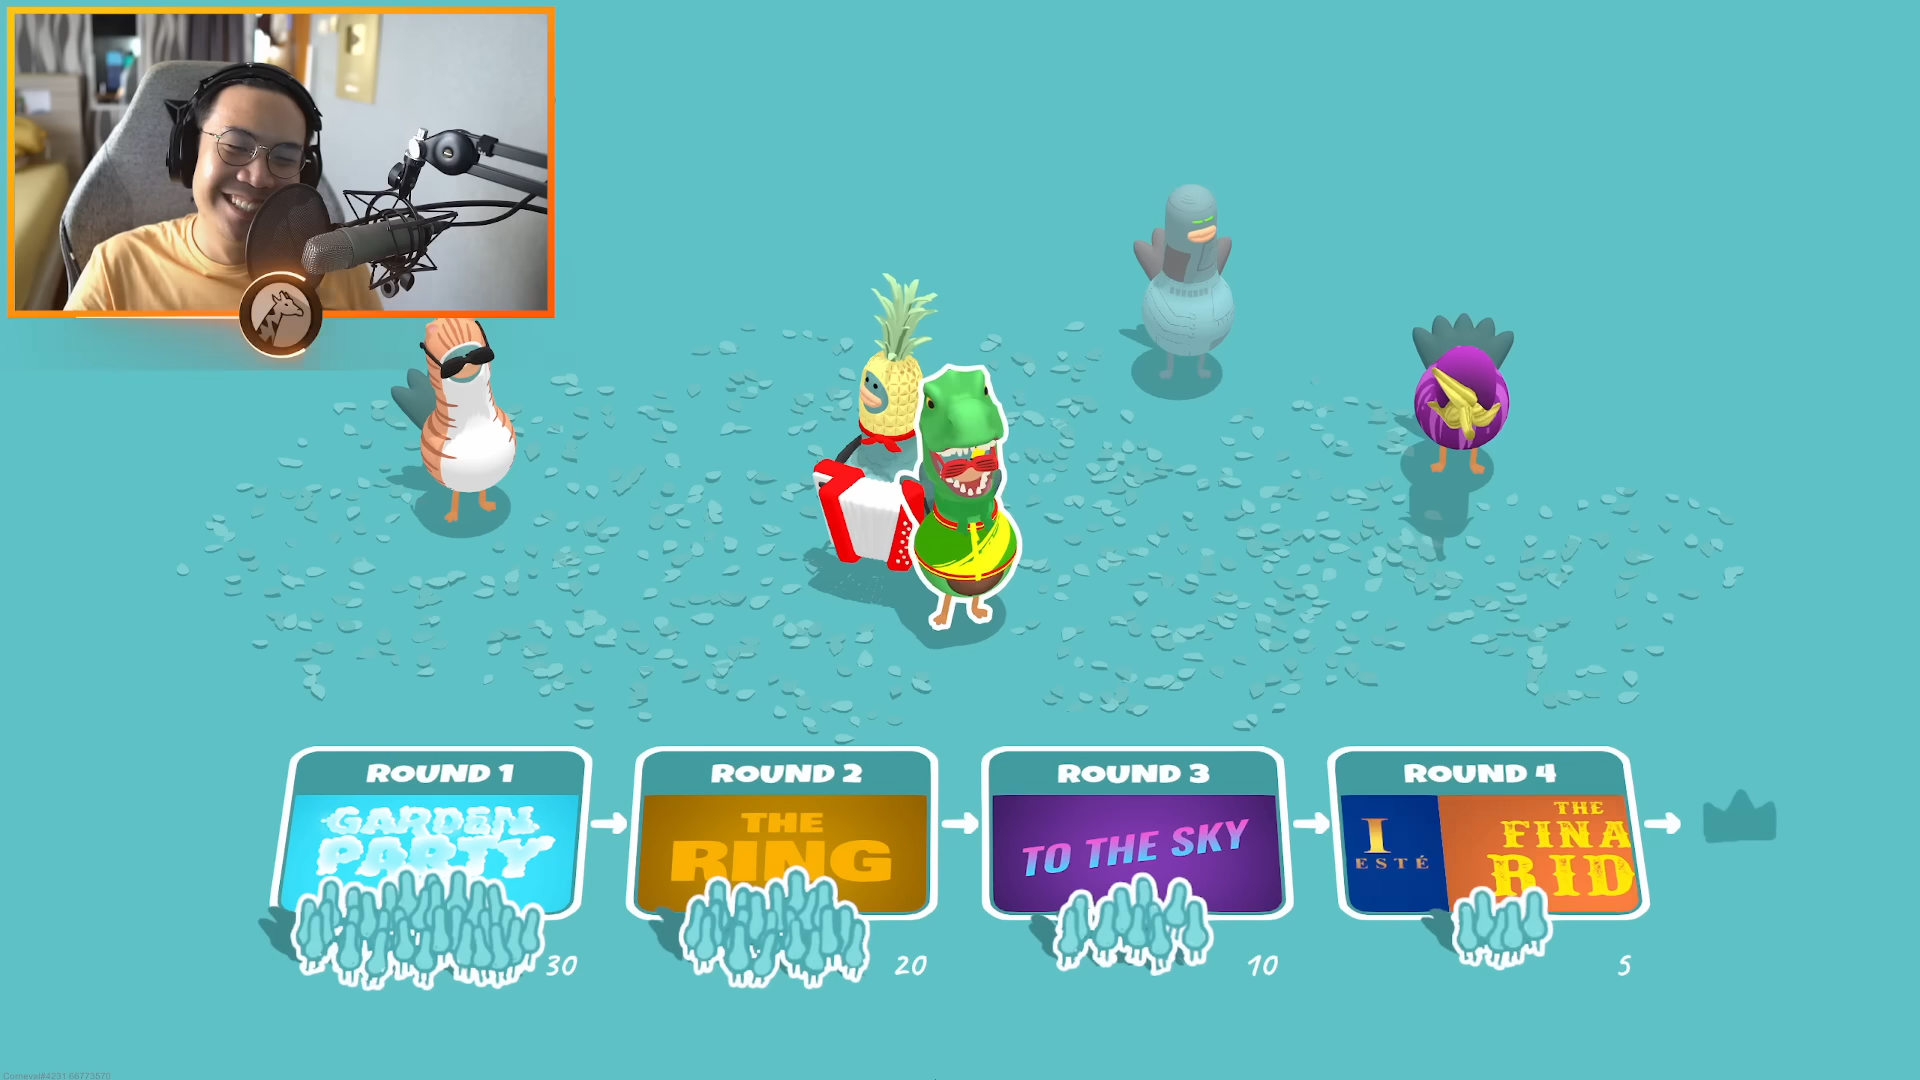 ROUND 1
GARDEN
PARTY
30
ROUND 2
THE
RING
20
ROUND 3
TO THE SKY
10
ROUND 4
I
ESTÉ
THE
FINA
BID
5